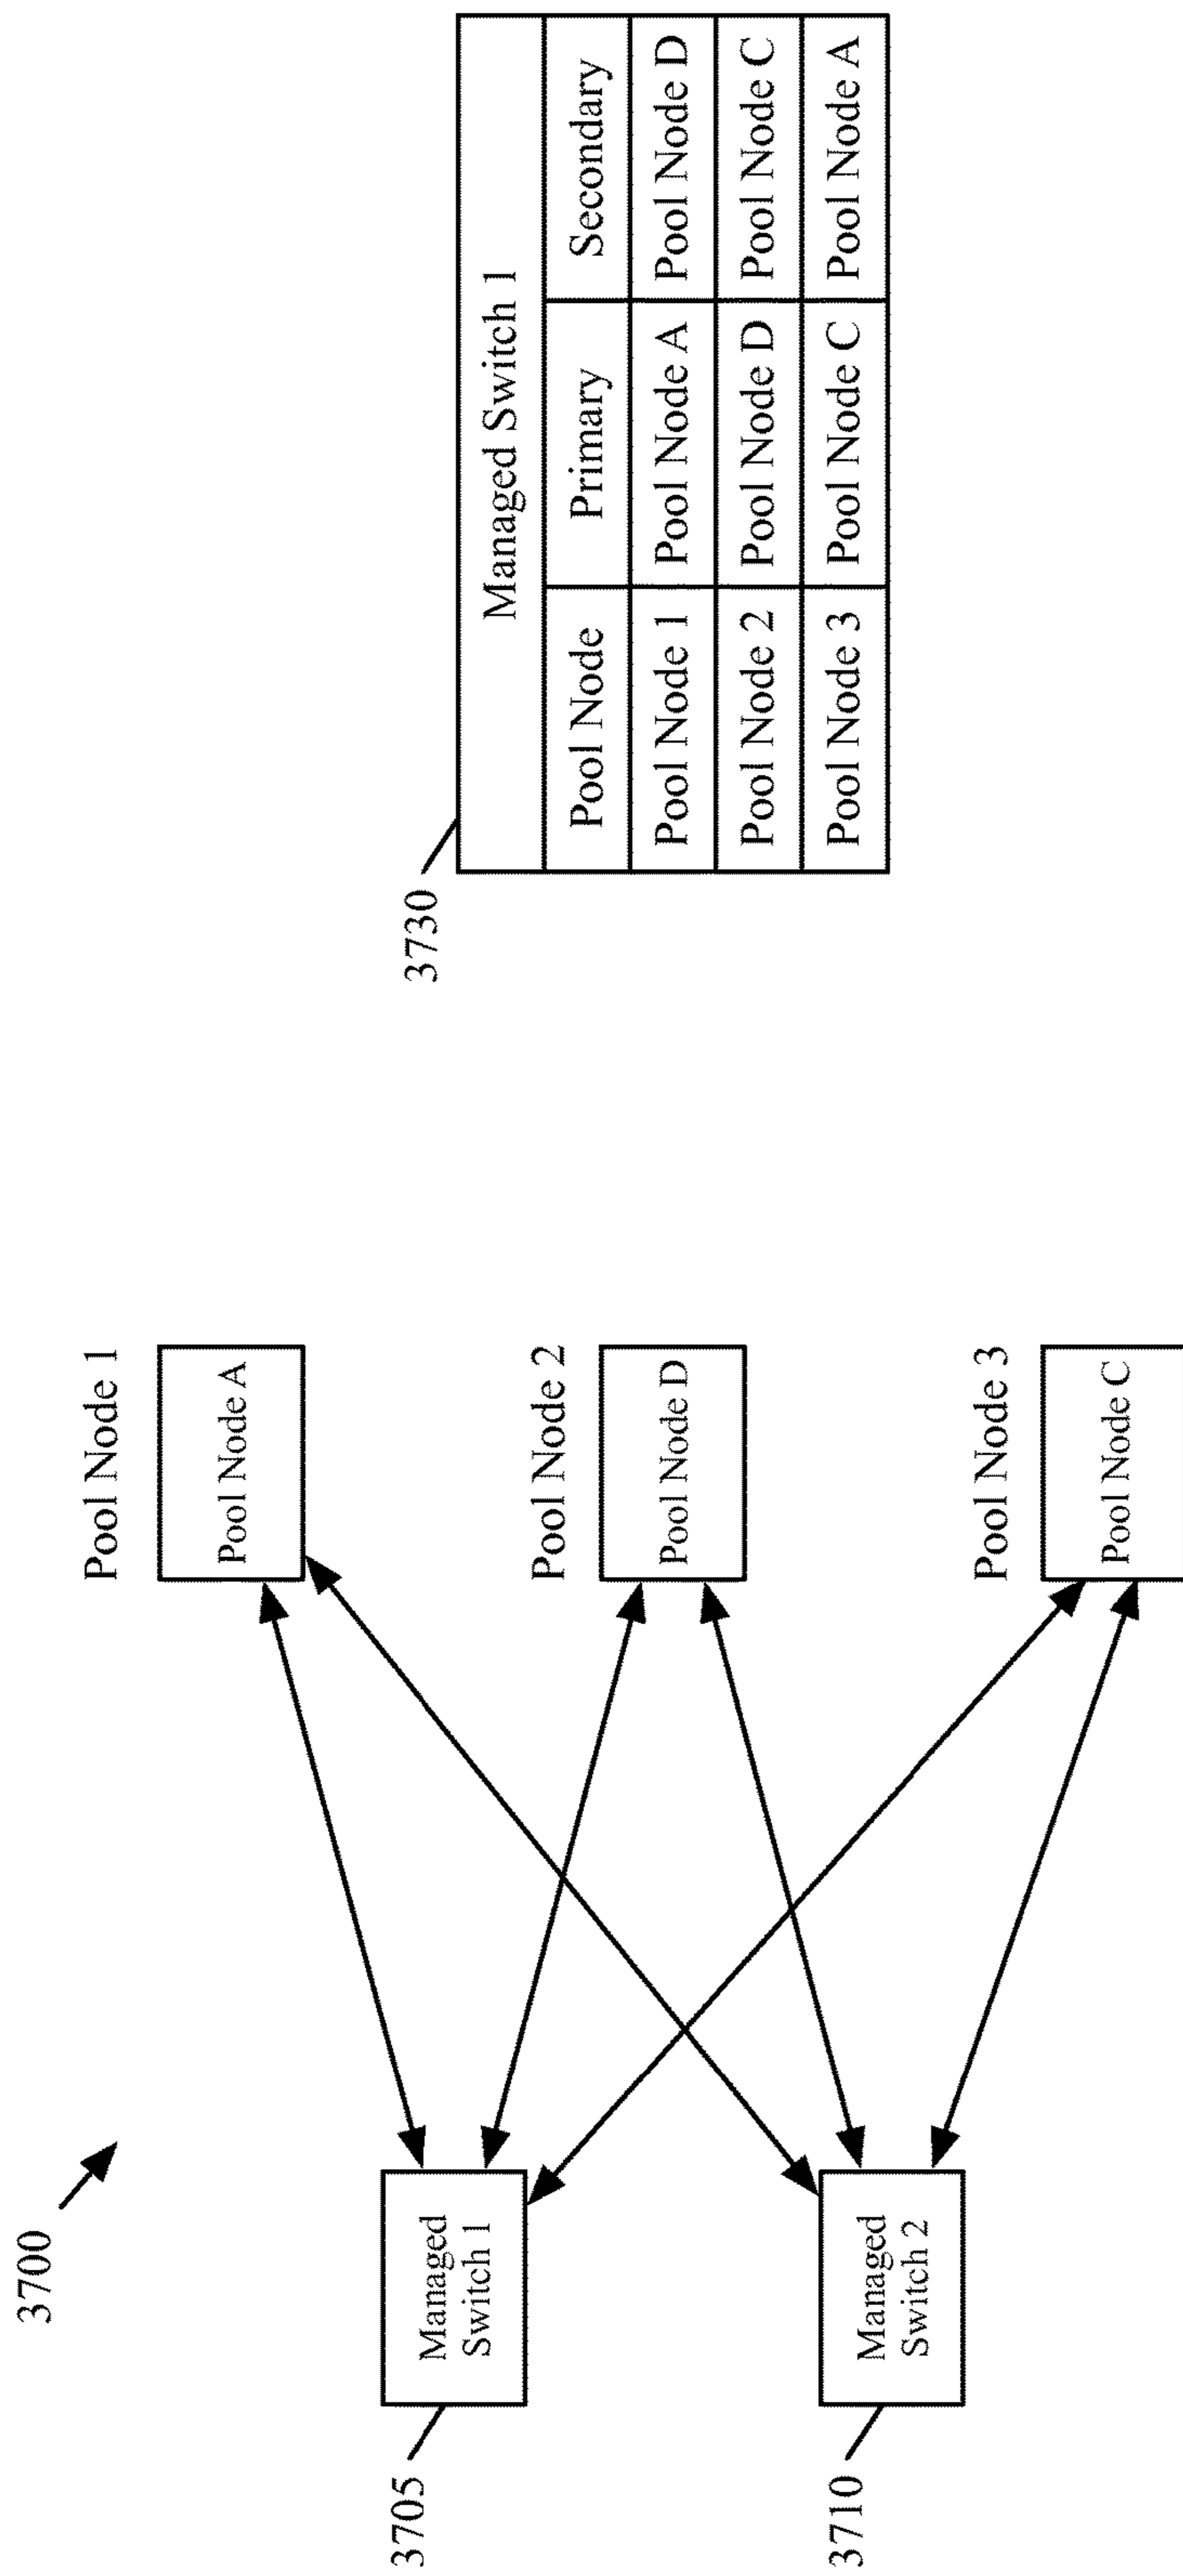 3700
Pool Node 1
Pool Node A
3705
Managed
Switch 1
Pool Node 2
Pool Node D
3710
Managed
Switch 2
Pool Node 3
Pool Node C
3730
Managed Switch 1
Pool Node Primary Secondary
Pool Node 1 Pool Node A Pool Node D
Pool Node 2 Pool Node D Pool Node C
Pool Node 3 Pool Node C Pool Node A